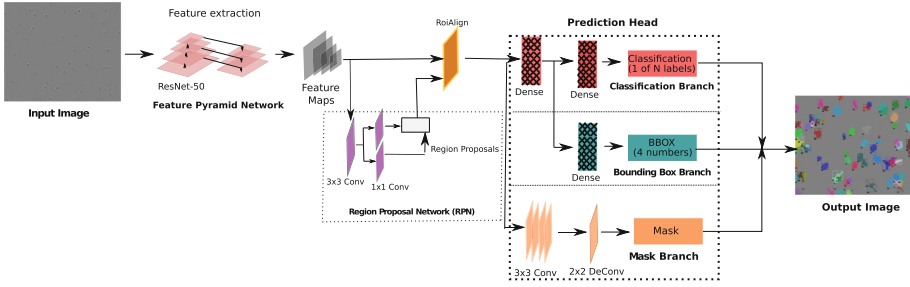 Feature extraction
ResNet-50
Feature Pyramid Network
Input Image
Feature
Maps
RoiAlign
3x3 Conv
1x1 Conv
Region Proposals
Region Proposal Network (RPN)
Prediction Head
Dense
Dense
Classification
(1 of N labels)
Classification Branch
Dense
BBOX
(4 numbers)
Bounding Box Branch
3x3 Conv
2x2 DeConv
Mask
Mask Branch
Output Image